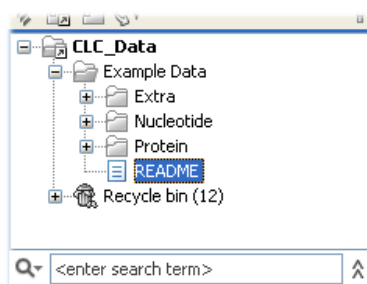 CLC_Data
Example Data
Extra
Nucleotide
Protein
README
Recycle bin (12)
<enter search term>